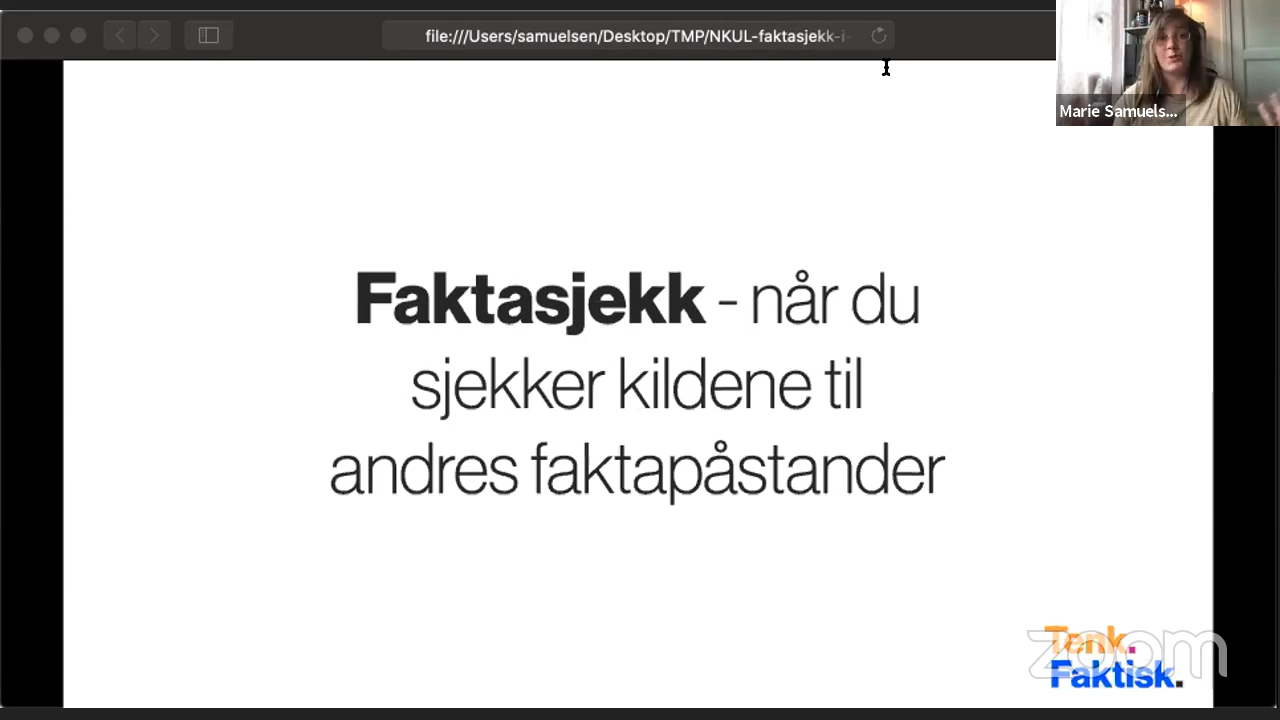 file:///Users/samuelsen/Desktop/TMP/NKUL-faktasjekk-i-
Marie Samuels...
Faktasjekk - når du
sjekker kildene til
andres faktapåstander
Tenk.
zoom
Faktisk.